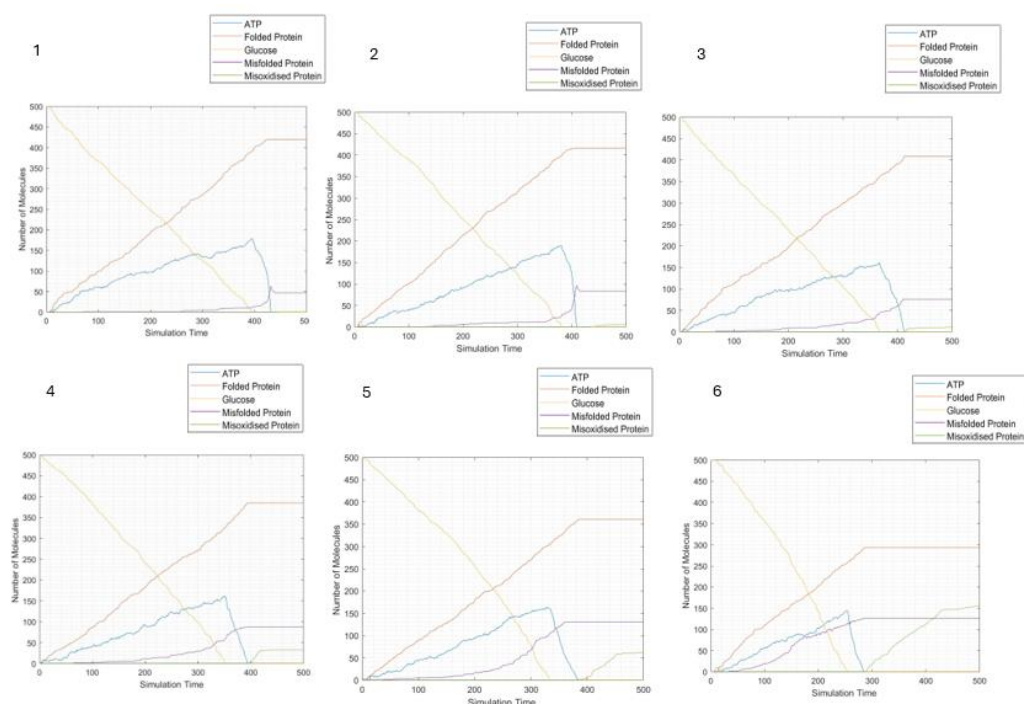 1
ATP
Folded Protein
Glucose
Misfolded Protein
Misoxidised Protein
500
450
400
350
300
250
200
150
100
50
0
Number of Molecules
0 100 200 300 400 500
Simulation Time
2
ATP
Folded Protein
Glucose
Misfolded Protein
Misoxidised Protein
500
450
400
350
300
250
200
150
100
50
0
Number of Molecules
0 100 200 300 400 500
Simulation Time
3
ATP
Folded Protein
Glucose
Misfolded Protein
Misoxidised Protein
500
450
400
350
300
250
200
150
100
50
0
Number of Molecules
0 100 200 300 400 500
Simulation Time
4
ATP
Folded Protein
Glucose
Misfolded Protein
Misoxidised Protein
500
450
400
350
300
250
200
150
100
50
0
Number of Molecules
0 100 200 300 400 500
Simulation Time
5
ATP
Folded Protein
Glucose
Misfolded Protein
Misoxidised Protein
500
450
400
350
300
250
200
150
100
50
0
Number of Molecules
0 100 200 300 400 500
Simulation Time
6
ATP
Folded Protein
Glucose
Misfolded Protein
Misoxidised Protein
500
450
400
350
300
250
200
150
100
50
0
Number of Molecules
0 100 200 300 400 500
Simulation Time